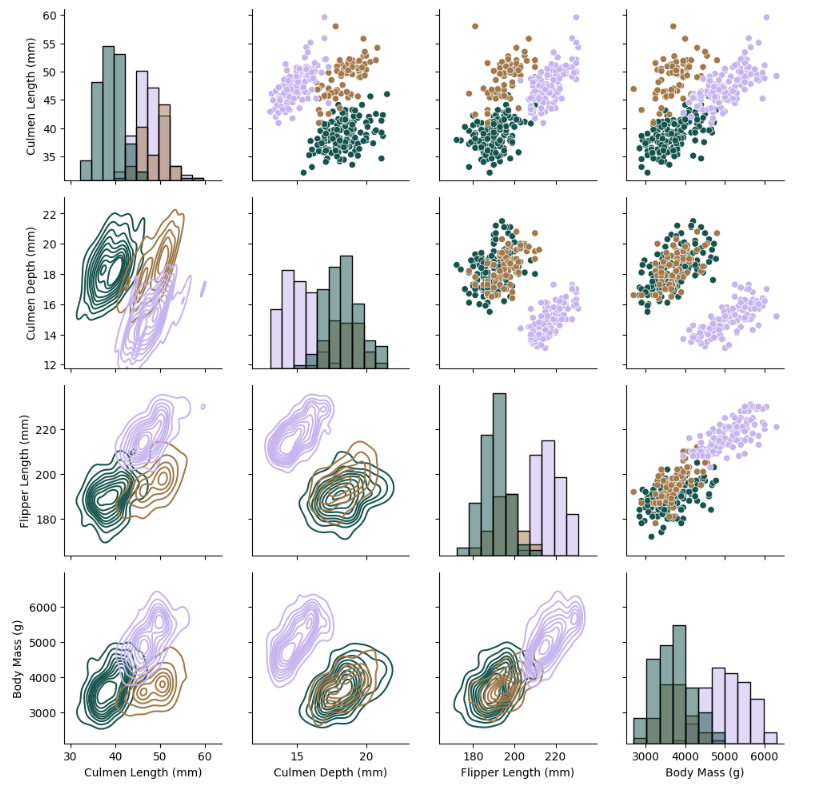 60
55
50
45
40
35
Culmen Length (mm)
22
20
18
16
14
12
Culmen Depth (mm)
220
200
180
Flipper Length (mm)
6000
5000
4000
3000
Body Mass (g)
30 40 50 60
15 20
180 200 220
3000 4000 5000 6000
Culmen Length (mm)
Culmen Depth (mm)
Flipper Length (mm)
Body Mass (g)